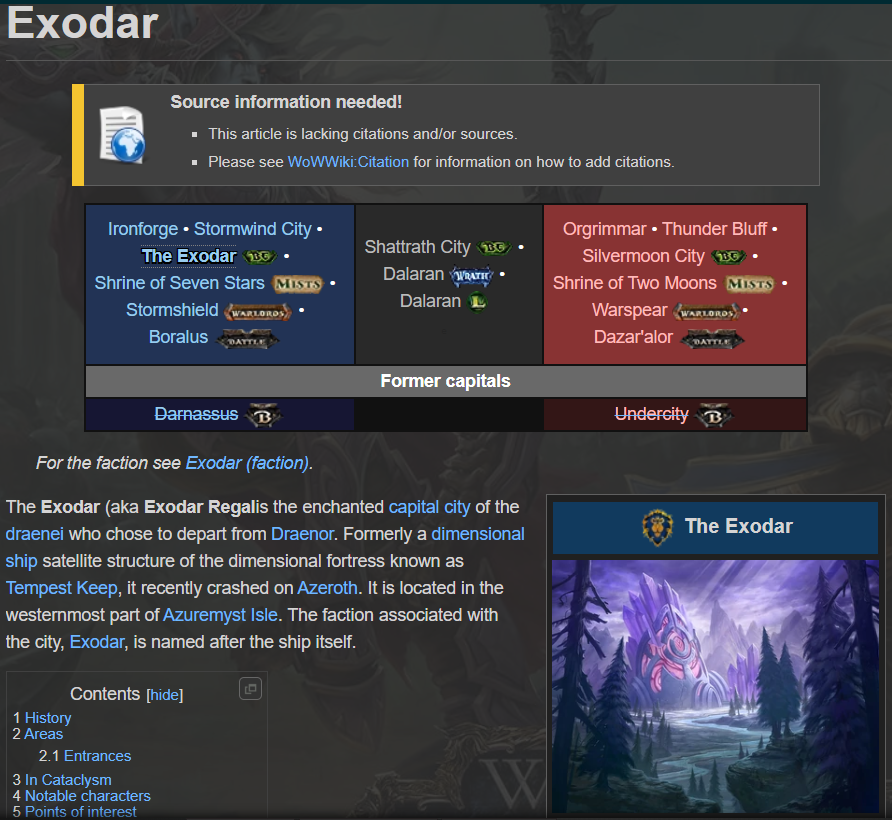 Exodar
Source information needed!
This article is lacking citations and/or sources.
Please see WoWWiki:Citation for information on how to add citations.
Ironforge • Stormwind City •
The Exodar BC •
Shrine of Seven Stars MISTS •
Stormshield WARLORDS •
Boralus BATTLE
Shattrath City BC •
Dalaran WRATH •
Dalaran L
Orgrimmar • Thunder Bluff •
Silvermoon City BC •
Shrine of Two Moons MISTS •
Warspear WARLORDS •
Dazar'alor BATTLE
Former capitals
Darnassus B
Undercity B
For the faction see Exodar (faction).
The Exodar (aka Exodar Regalis the enchanted capital city of the
draenei who chose to depart from Draenor. Formerly a dimensional
ship satellite structure of the dimensional fortress known as
Tempest Keep, it recently crashed on Azeroth. It is located in the
westernmost part of Azuremyst Isle. The faction associated with
the city, Exodar, is named after the ship itself.
The Exodar
Contents [hide]
1 History
2 Areas
2.1 Entrances
3 In Cataclysm
4 Notable characters
5 Points of interest
W